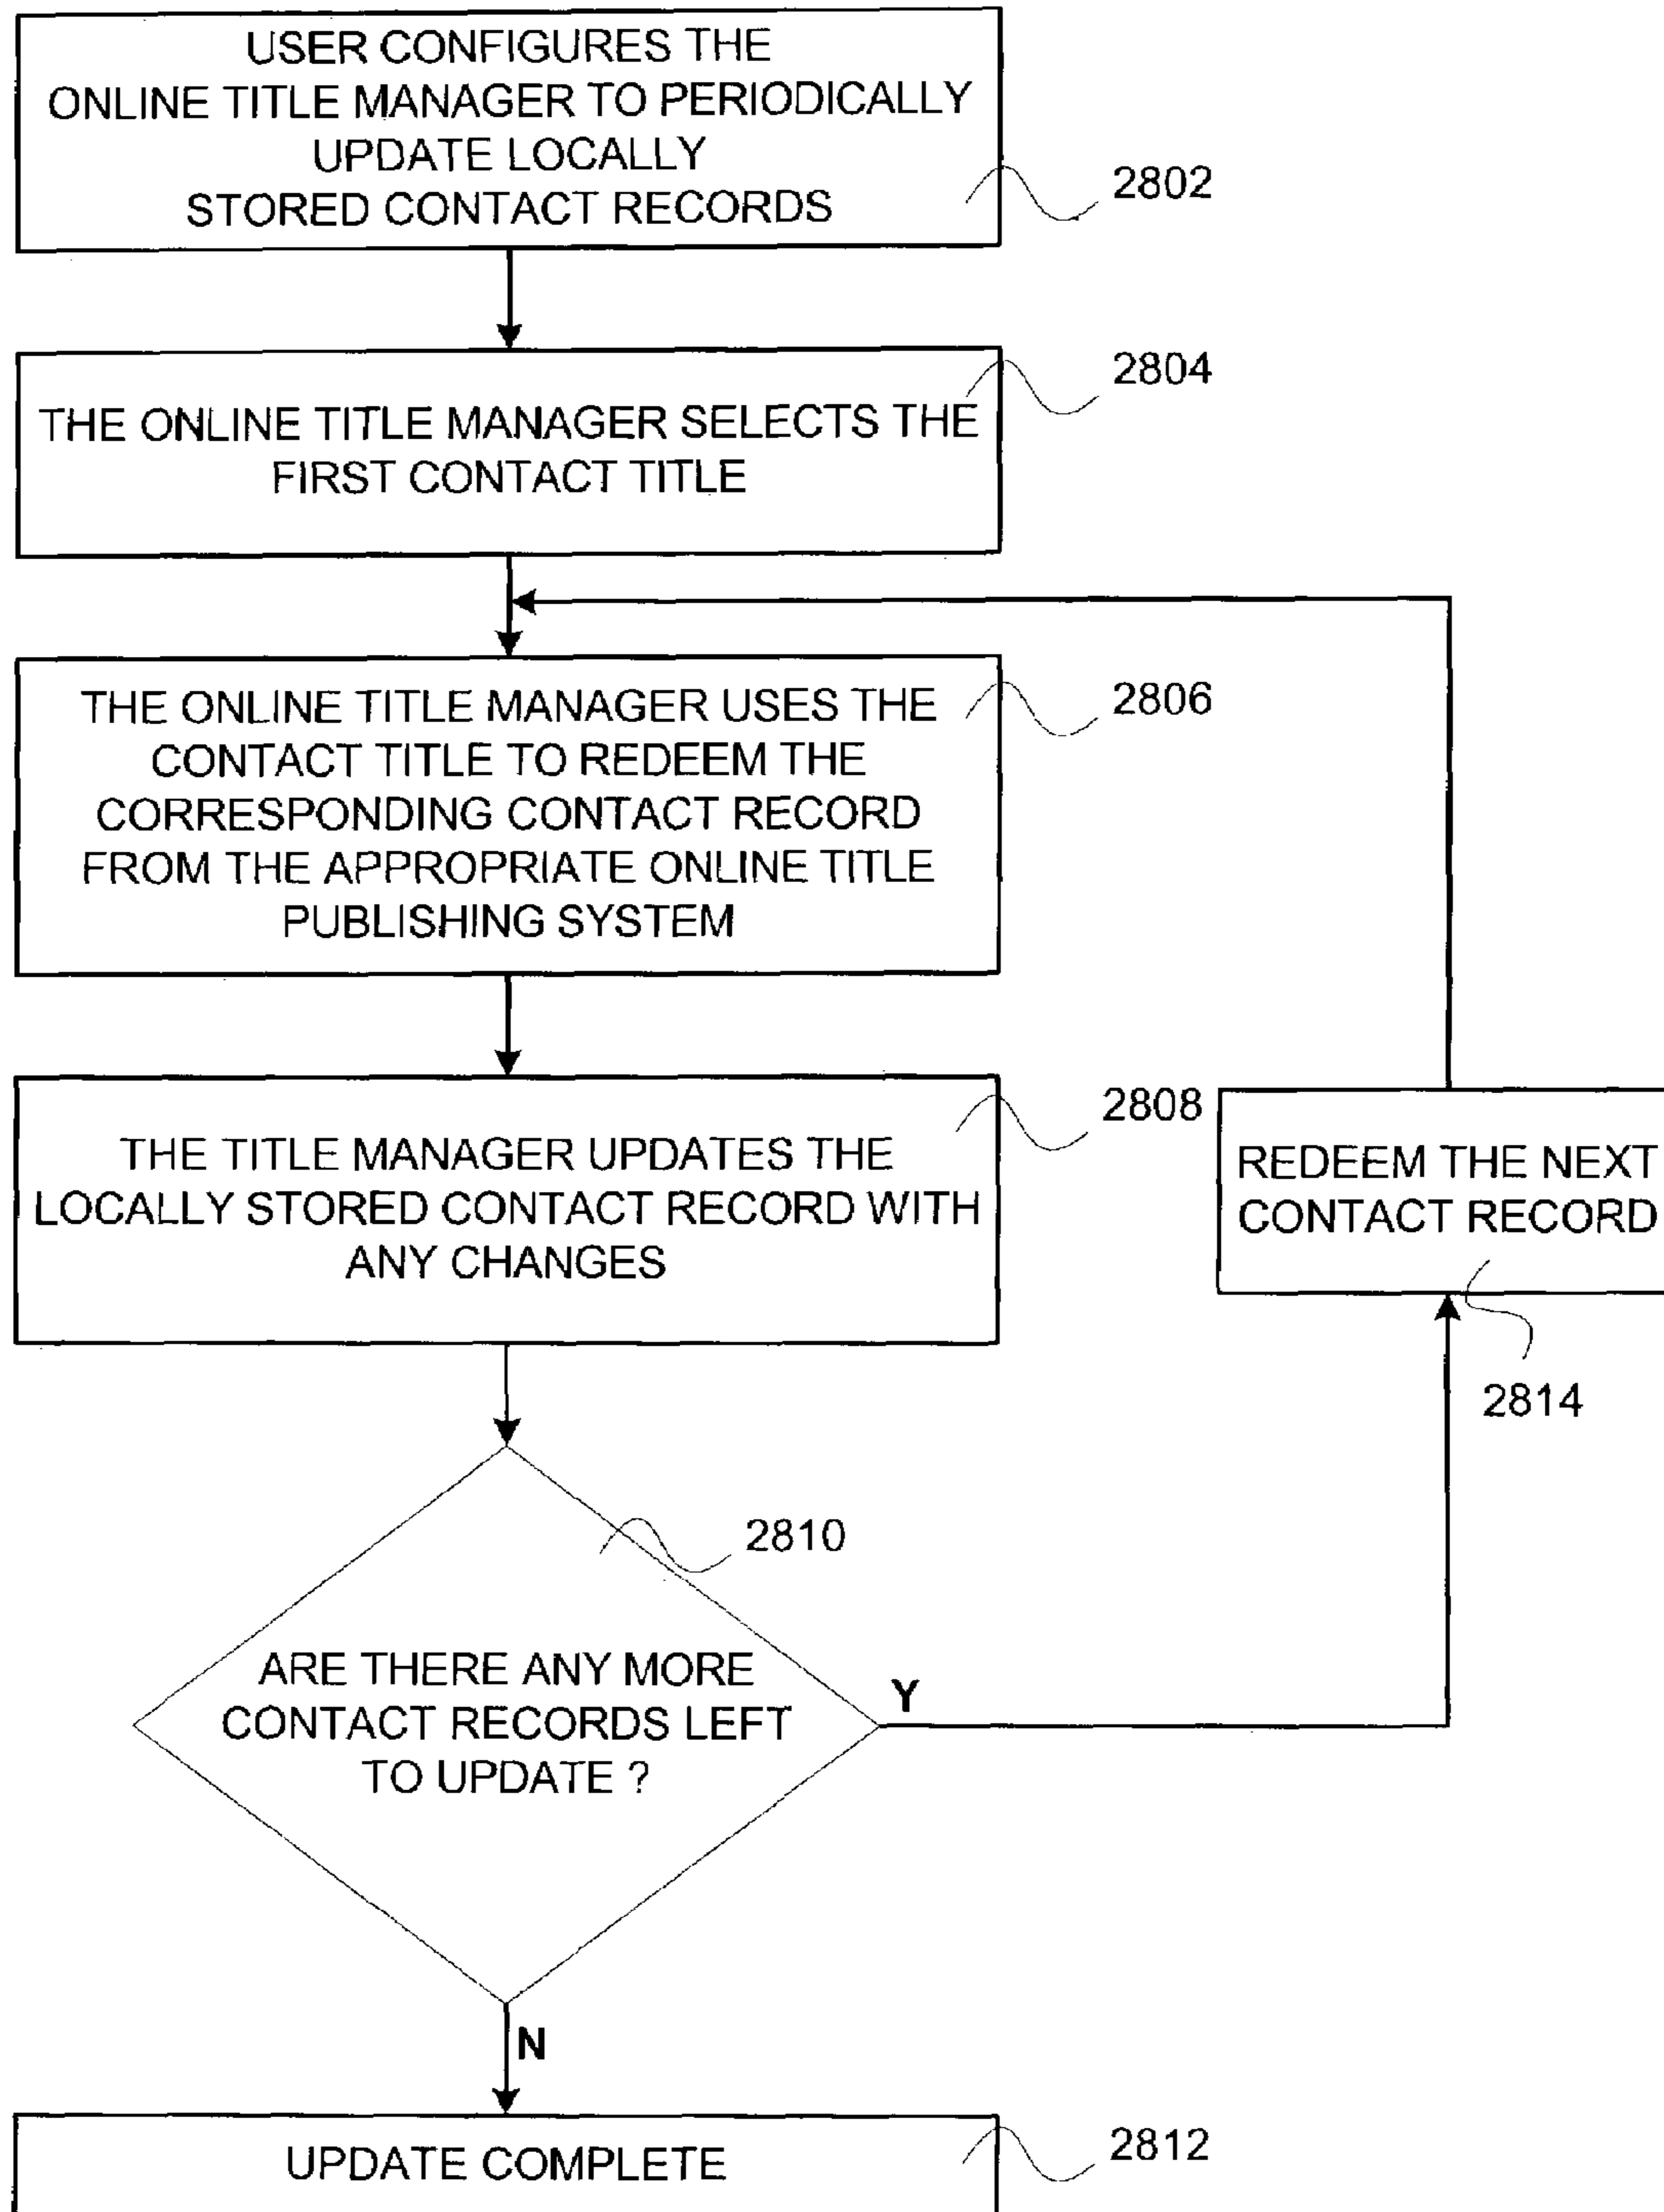 USER CONFIGURES THE
ONLINE TITLE MANAGER TO PERIODICALLY
UPDATE LOCALLY
STORED CONTACT RECORDS
2802
THE ONLINE TITLE MANAGER SELECTS THE
FIRST CONTACT TITLE
2804
THE ONLINE TITLE MANAGER USES THE
CONTACT TITLE TO REDEEM THE
CORRESPONDING CONTACT RECORD
FROM THE APPROPRIATE ONLINE TITLE
PUBLISHING SYSTEM
2806
THE TITLE MANAGER UPDATES THE
LOCALLY STORED CONTACT RECORD WITH
ANY CHANGES
2808
REDEEM THE NEXT
CONTACT RECORD
2814
2810
ARE THERE ANY MORE
CONTACT RECORDS LEFT
TO UPDATE ?
Y
N
UPDATE COMPLETE
2812